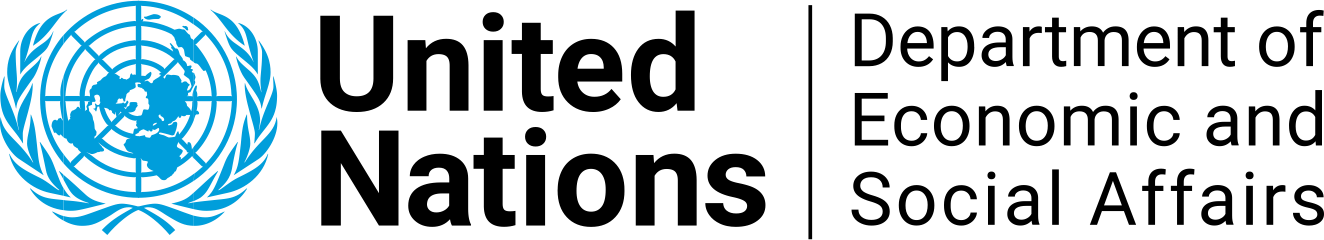 United
Nations
Department of
Economic and
Social Affairs